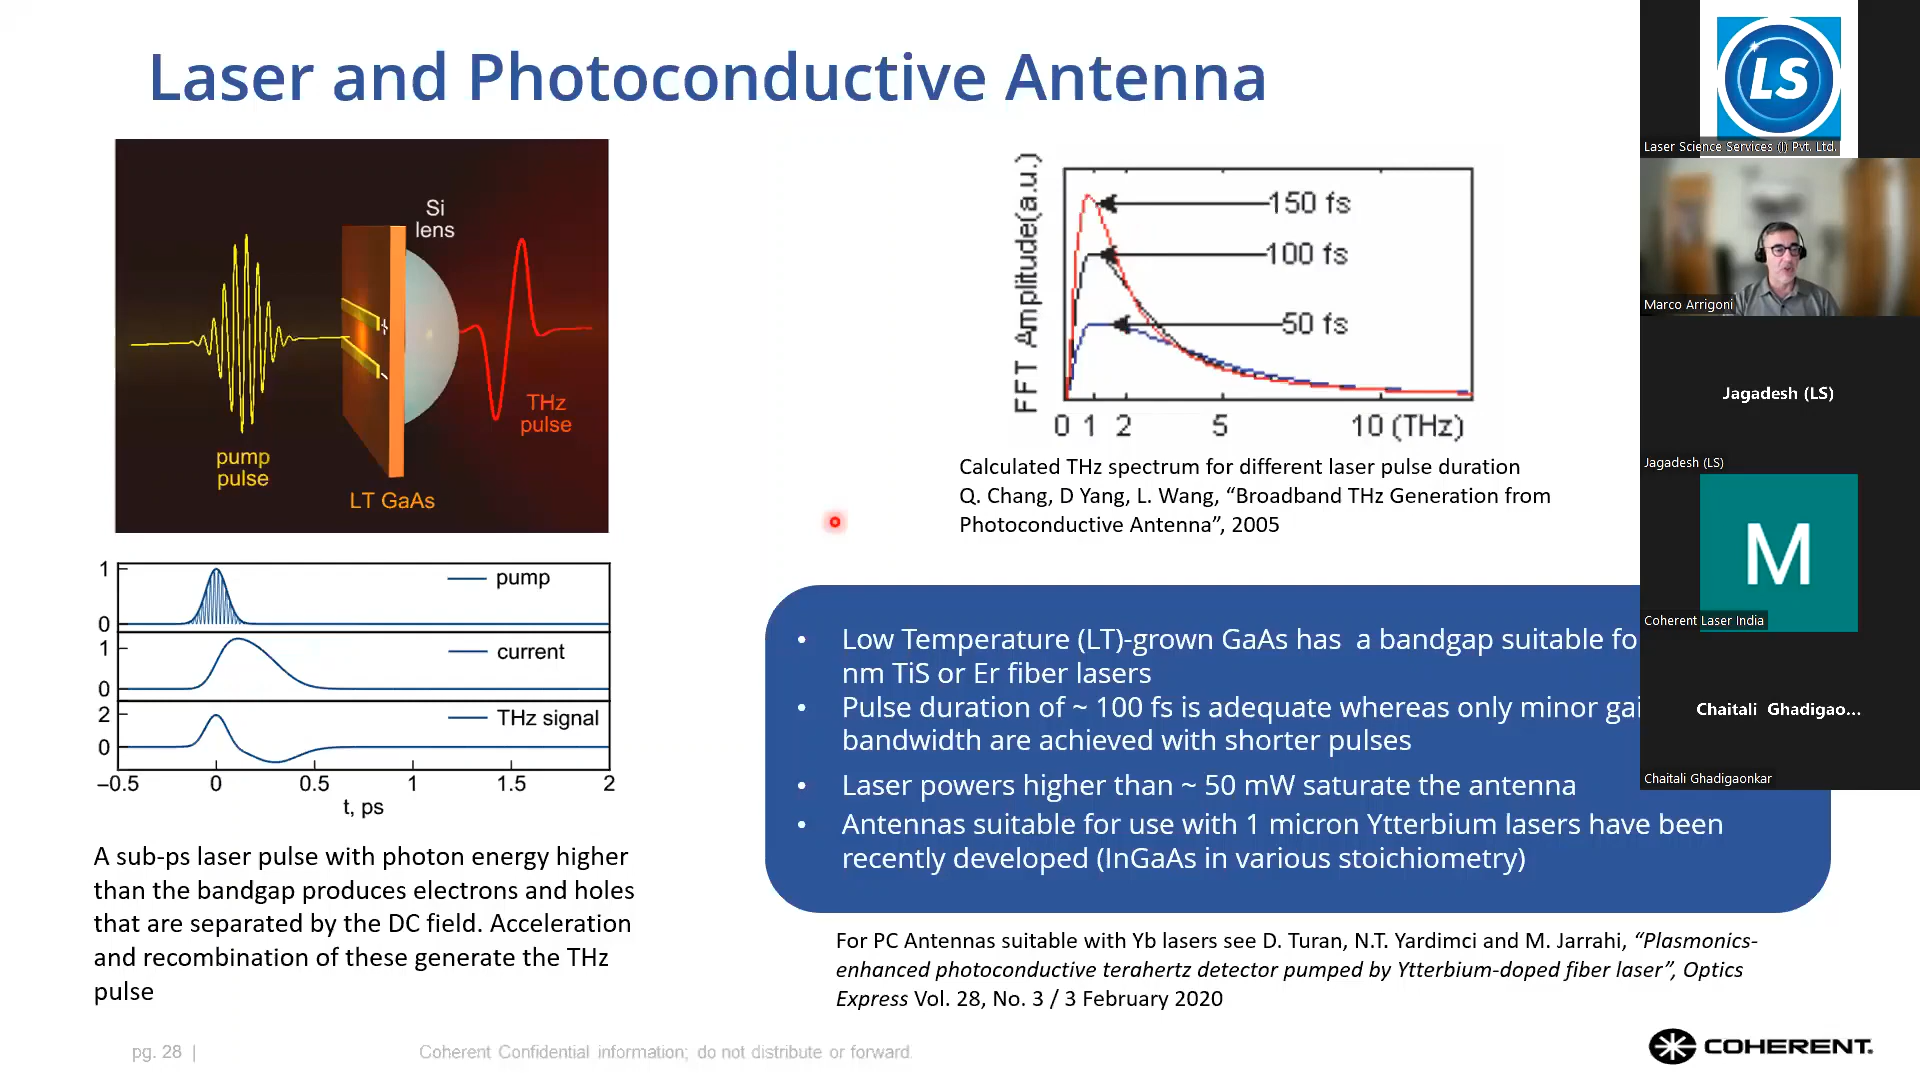 Laser and Photoconductive Antenna
Si
lens
THz
pulse
pump
pulse
LT GaAs
1
0
pump
1
0
current
2
0
THz signal
−0.5 0 0.5 1 1.5 2
t, ps
A sub-ps laser pulse with photon energy higher
than the bandgap produces electrons and holes
that are separated by the DC field. Acceleration
and recombination of these generate the THz
pulse
FFT Amplitude(a.u.)
150 fs
100 fs
50 fs
0 1 2 5 10 (THz)
Calculated THz spectrum for different laser pulse duration
Q. Chang, D Yang, L. Wang, “Broadband THz Generation from
Photoconductive Antenna”, 2005
• Low Temperature (LT)-grown GaAs has a bandgap suitable fo
nm TiS or Er fiber lasers
• Pulse duration of ~ 100 fs is adequate whereas only minor gai
bandwidth are achieved with shorter pulses
• Laser powers higher than ~ 50 mW saturate the antenna
• Antennas suitable for use with 1 micron Ytterbium lasers have been
recently developed (InGaAs in various stoichiometry)
For PC Antennas suitable with Yb lasers see D. Turan, N.T. Yardimci and M. Jarrahi, “Plasmonics-
enhanced photoconductive terahertz detector pumped by Ytterbium-doped fiber laser”, Optics
Express Vol. 28, No. 3 / 3 February 2020
pg. 28 |
Coherent Confidential information; do not distribute or forward.
COHERENT.
LS
Laser Science Services (I) Pvt. Ltd.
Marco Arrigoni
Jagadesh (LS)
Jagadesh (LS)
M
Coherent Laser India
Chaitali Ghadigao...
Chaitali Ghadigaonkar